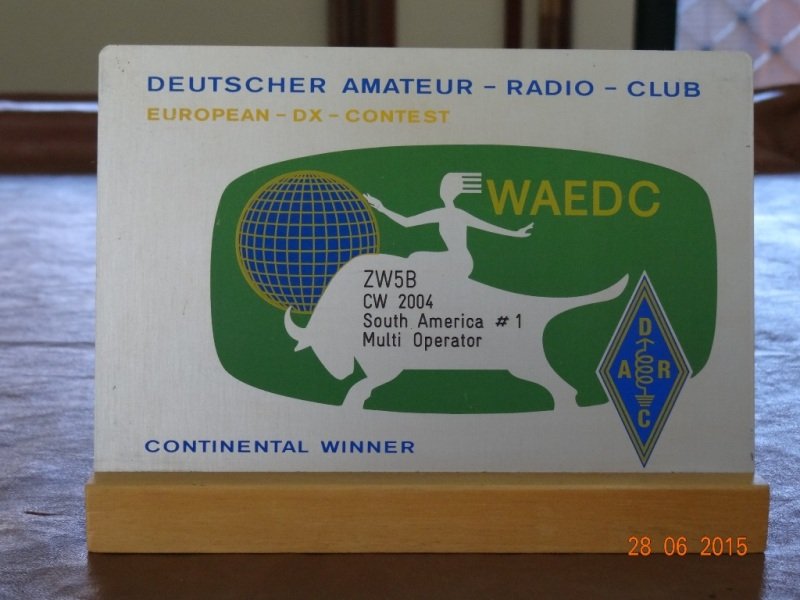 DEUTSCHER AMATEUR - RADIO - CLUB
EUROPEAN - DX - CONTEST
WAEDC
ZW5B
CW 2004
South America # 1
Multi Operator
D
A R
C
CONTINENTAL WINNER
28 06 2015